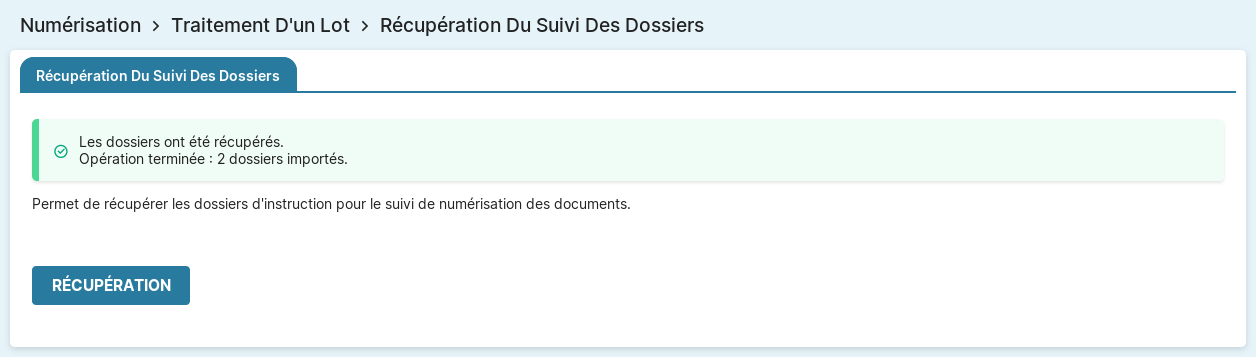 Numérisation > Traitement D'un Lot > Récupération Du Suivi Des Dossiers
Récupération Du Suivi Des Dossiers
Les dossiers ont été récupérés.
Opération terminée : 2 dossiers importés.
Permet de récupérer les dossiers d'instruction pour le suivi de numérisation des documents.
RÉCUPÉRATION